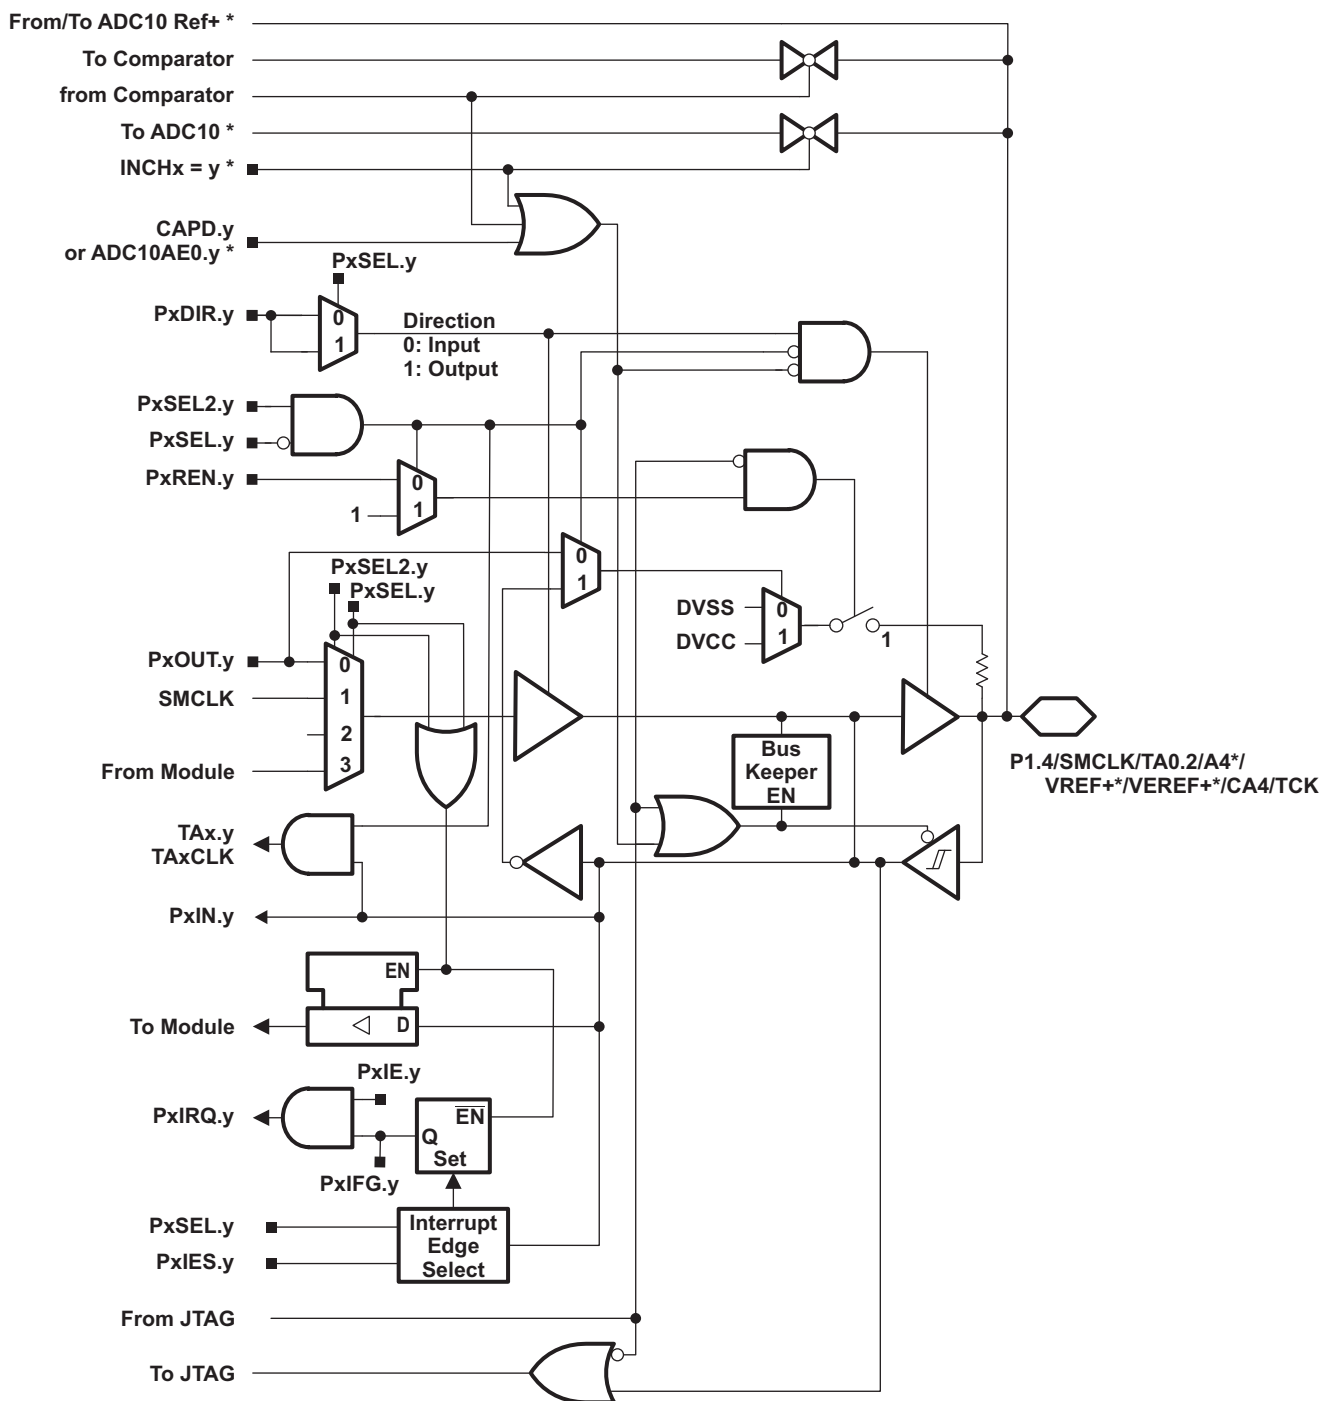 From/To ADC10 Ref+ *
To Comparator
from Comparator
To ADC10 *
INCHx = y *
CAPD.y
or ADC10AE0.y *
PxSEL.y
PxDIR.y
0
1
Direction
0: Input
1: Output
PxSEL2.y
PxSEL.y
PxREN.y
0
1
1
0
1
PxSEL2.y
PxSEL.y
DVSS
DVCC
0
1
1
PxOUT.y
SMCLK
From Module
0
1
2
3
Bus
Keeper
EN
P1.4/SMCLK/TA0.2/A4*/
VREF+*/VEREF+*/CA4/TCK
TAx.y
TAxCLK
PxIN.y
EN
D
To Module
PxIE.y
PxIRQ.y
EN
Q
Set
PxIFG.y
PxSEL.y
PxIES.y
Interrupt
Edge
Select
From JTAG
To JTAG